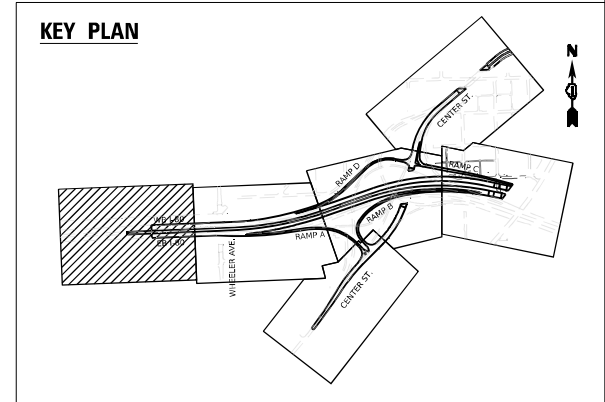 KEY PLAN
N
CENTER ST.
RAMP D
RAMP C
RAMP B
WB I-80
EB I-80
RAMP A
WHEELER AVE.
CENTER ST.